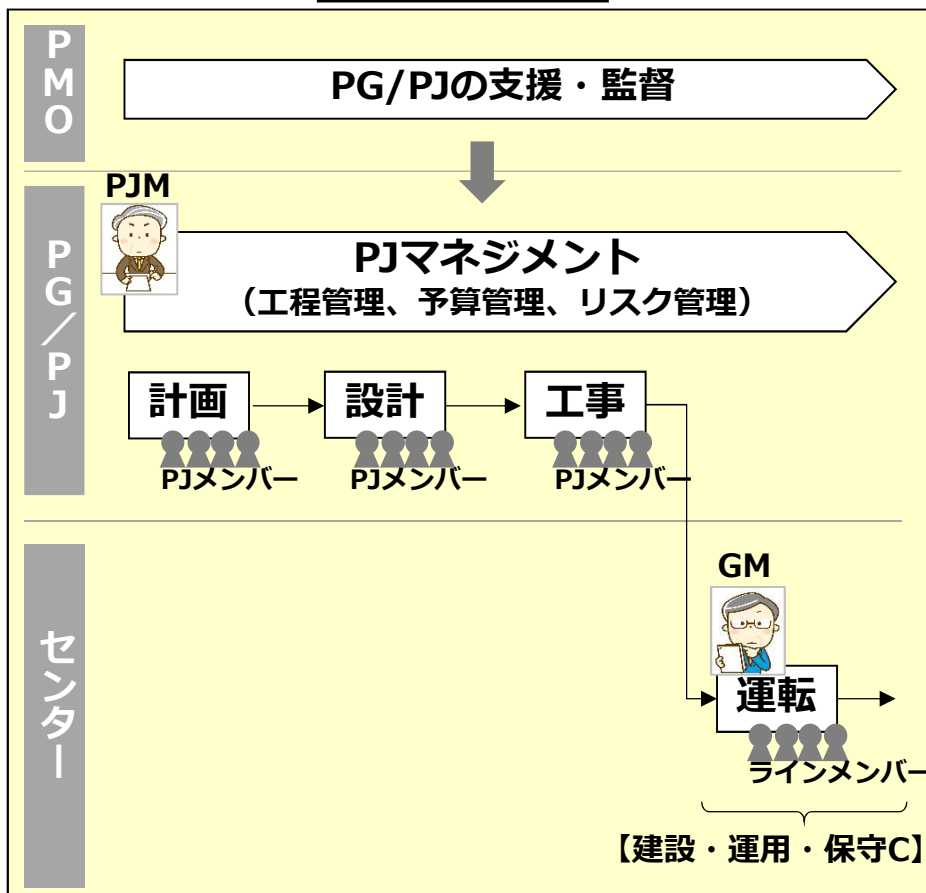 PMO
PG/PJの支援・監督
PJM
PG／PJ
PJマネジメント
（工程管理、予算管理、リスク管理）
計画
設計
工事
PJメンバー
PJメンバー
PJメンバー
センター
GM
運転
ラインメンバー
【建設・運用・保守C】